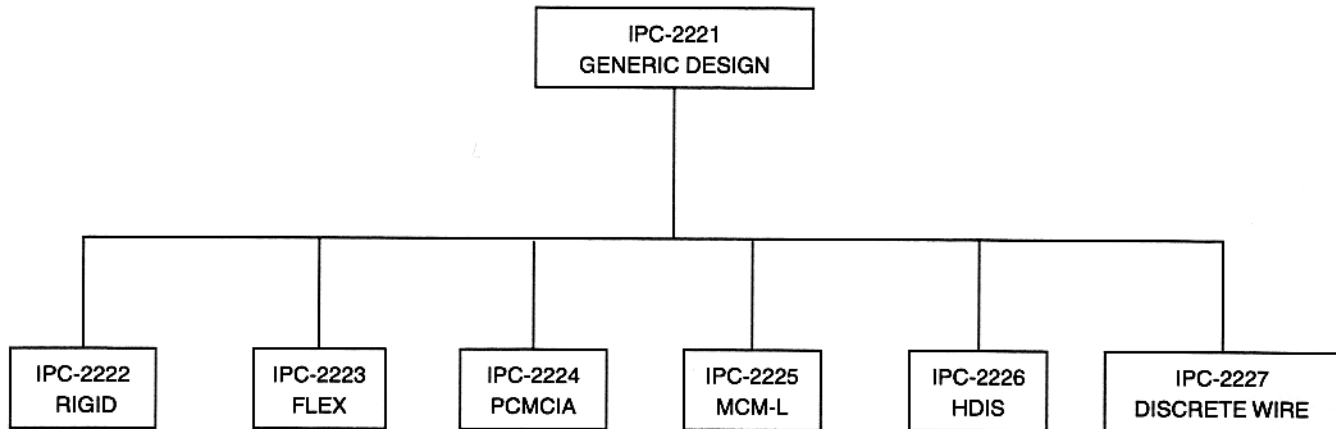 IPC-2221
GENERIC DESIGN
IPC-2222
RIGID
IPC-2223
FLEX
IPC-2224
PCMCIA
IPC-2225
MCM-L
IPC-2226
HDIS
IPC-2227
DISCRETE WIRE